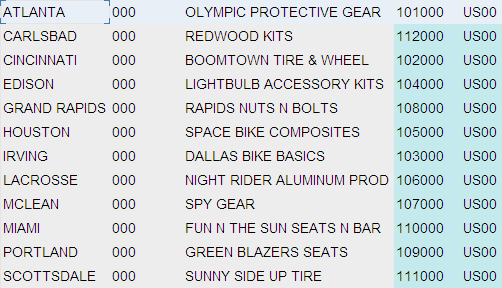 ATLANTA 000 OLYMPIC PROTECTIVE GEAR 101000 US00
CARLSBAD 000 REDWOOD KITS 112000 US00
CINCINNATI 000 BOOMTOWN TIRE & WHEEL 102000 US00
EDISON 000 LIGHTBULB ACCESSORY KITS 104000 US00
GRAND RAPIDS 000 RAPIDS NUTS N BOLTS 108000 US00
HOUSTON 000 SPACE BIKE COMPOSITES 105000 US00
IRVING 000 DALLAS BIKE BASICS 103000 US00
LACROSSE 000 NIGHT RIDER ALUMINUM PROD 106000 US00
MCLEAN 000 SPY GEAR 107000 US00
MIAMI 000 FUN N THE SUN SEATS N BAR 110000 US00
PORTLAND 000 GREEN BLAZERS SEATS 109000 US00
SCOTTSDALE 000 SUNNY SIDE UP TIRE 111000 US00